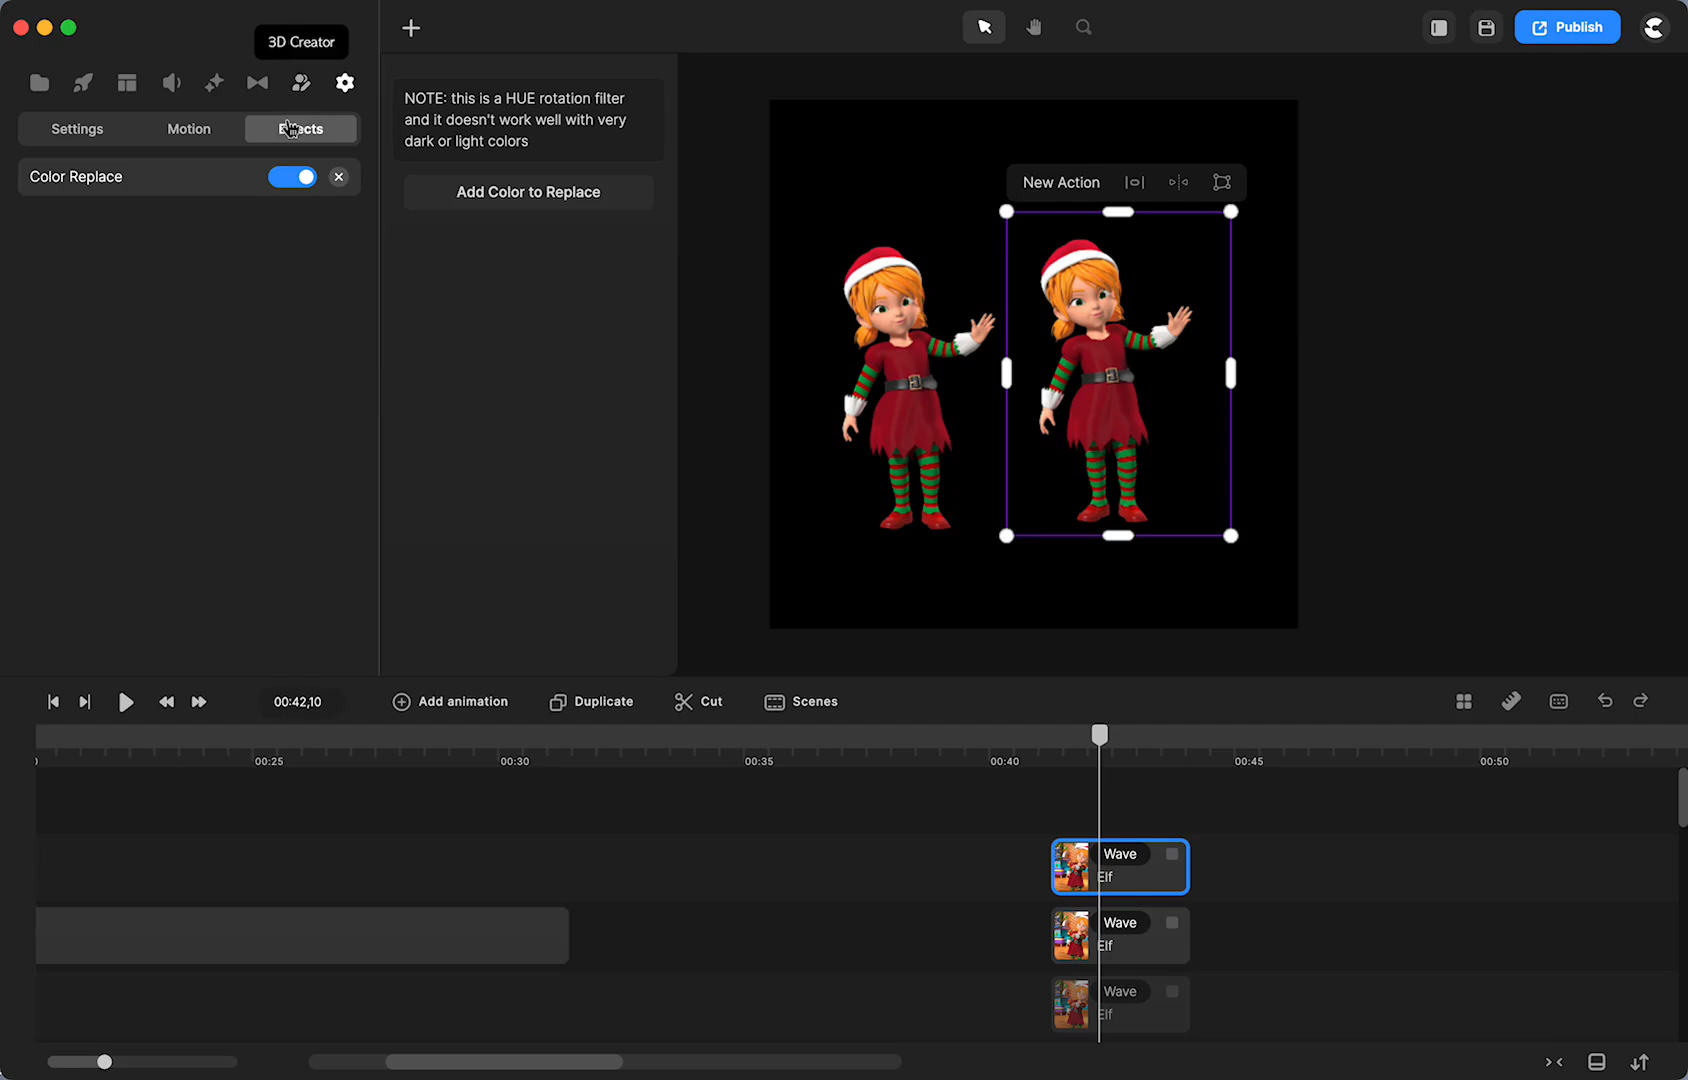 3D Creator
Publish
Settings
Motion
Color Replace
NOTE: this is a HUE rotation filter
and it doesn't work well with very
dark or light colors
Add Color to Replace
New Action
00:42,10
Add animation
Duplicate
Cut
Scenes
00:25
00:30
00:35
00:40
00:45
00:50
Wave
Elf
Wave
Elf
Wave
Elf